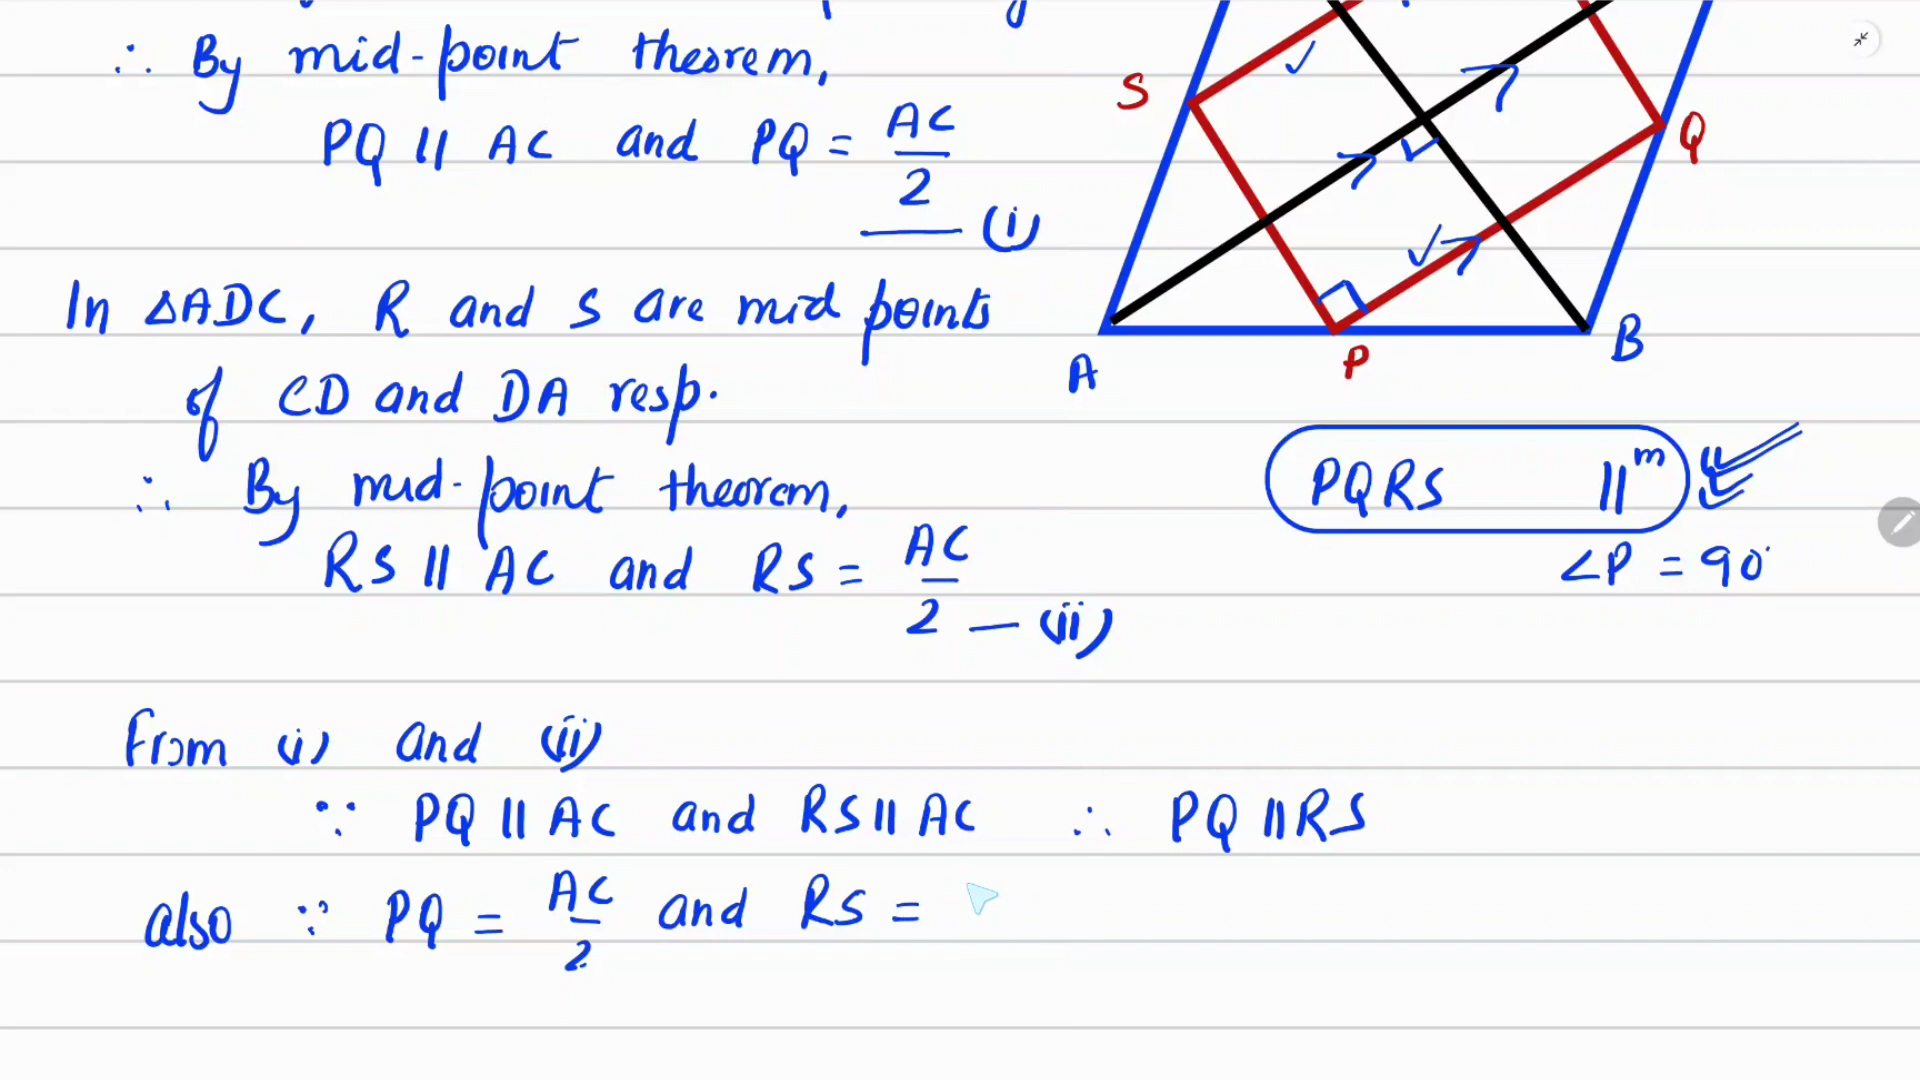 ∴ By mid-point theorem,
PQ || AC and PQ = AC/2
— (i)
In ΔADC, R and S are mid points
of CD and DA resp.
∴ By mid-point theorem,
RS || AC and RS = AC/2 — (ii)
From (i) and (ii)
∵ PQ || AC and RS || AC ∴ PQ || RS
also ∵ PQ = AC/2 and RS =
S
Q
A
P
B
PQRS ||ᵐ
∠P = 90°